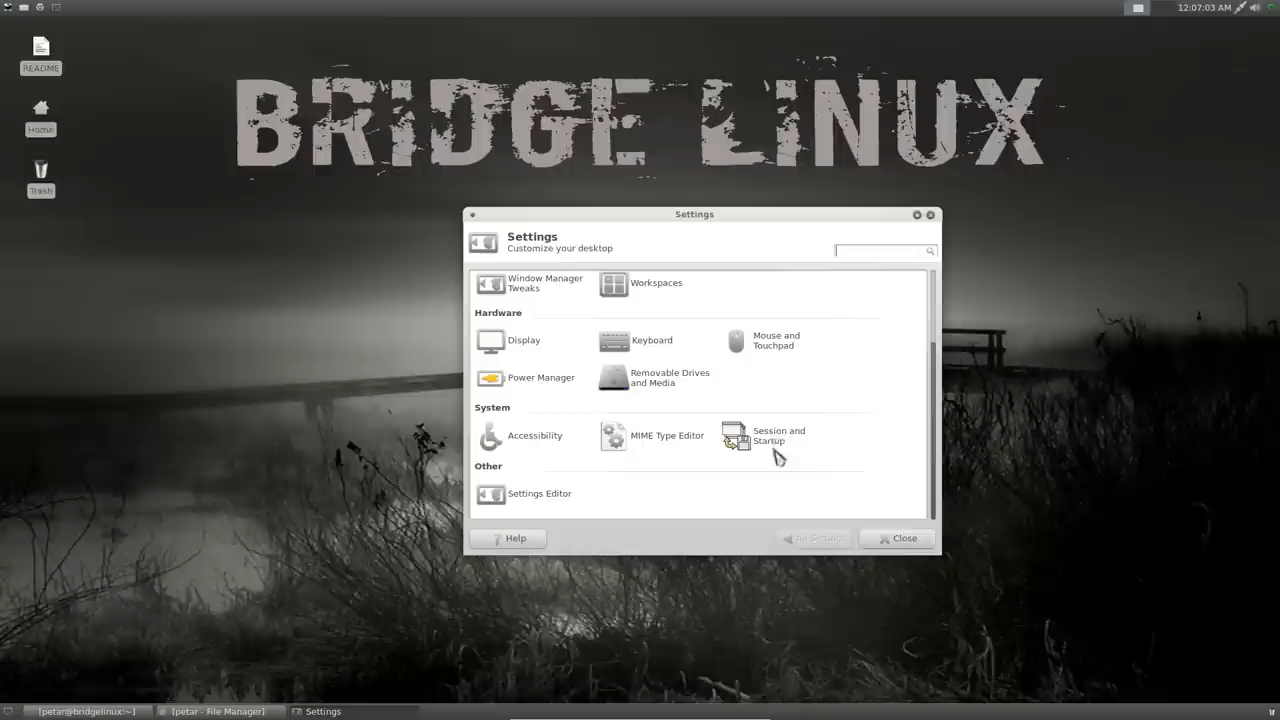 12:07:03 AM
README
Home
Trash
BRIDGE LINUX
Settings
Settings
Customize your desktop
Window Manager
Tweaks
Workspaces
Hardware
Display
Keyboard
Mouse and
Touchpad
Power Manager
Removable Drives
and Media
System
Accessibility
MIME Type Editor
Session and
Startup
Other
Settings Editor
Help
All Settings
Close
[petar@bridgelinux:~]
[petar - File Manager]
Settings